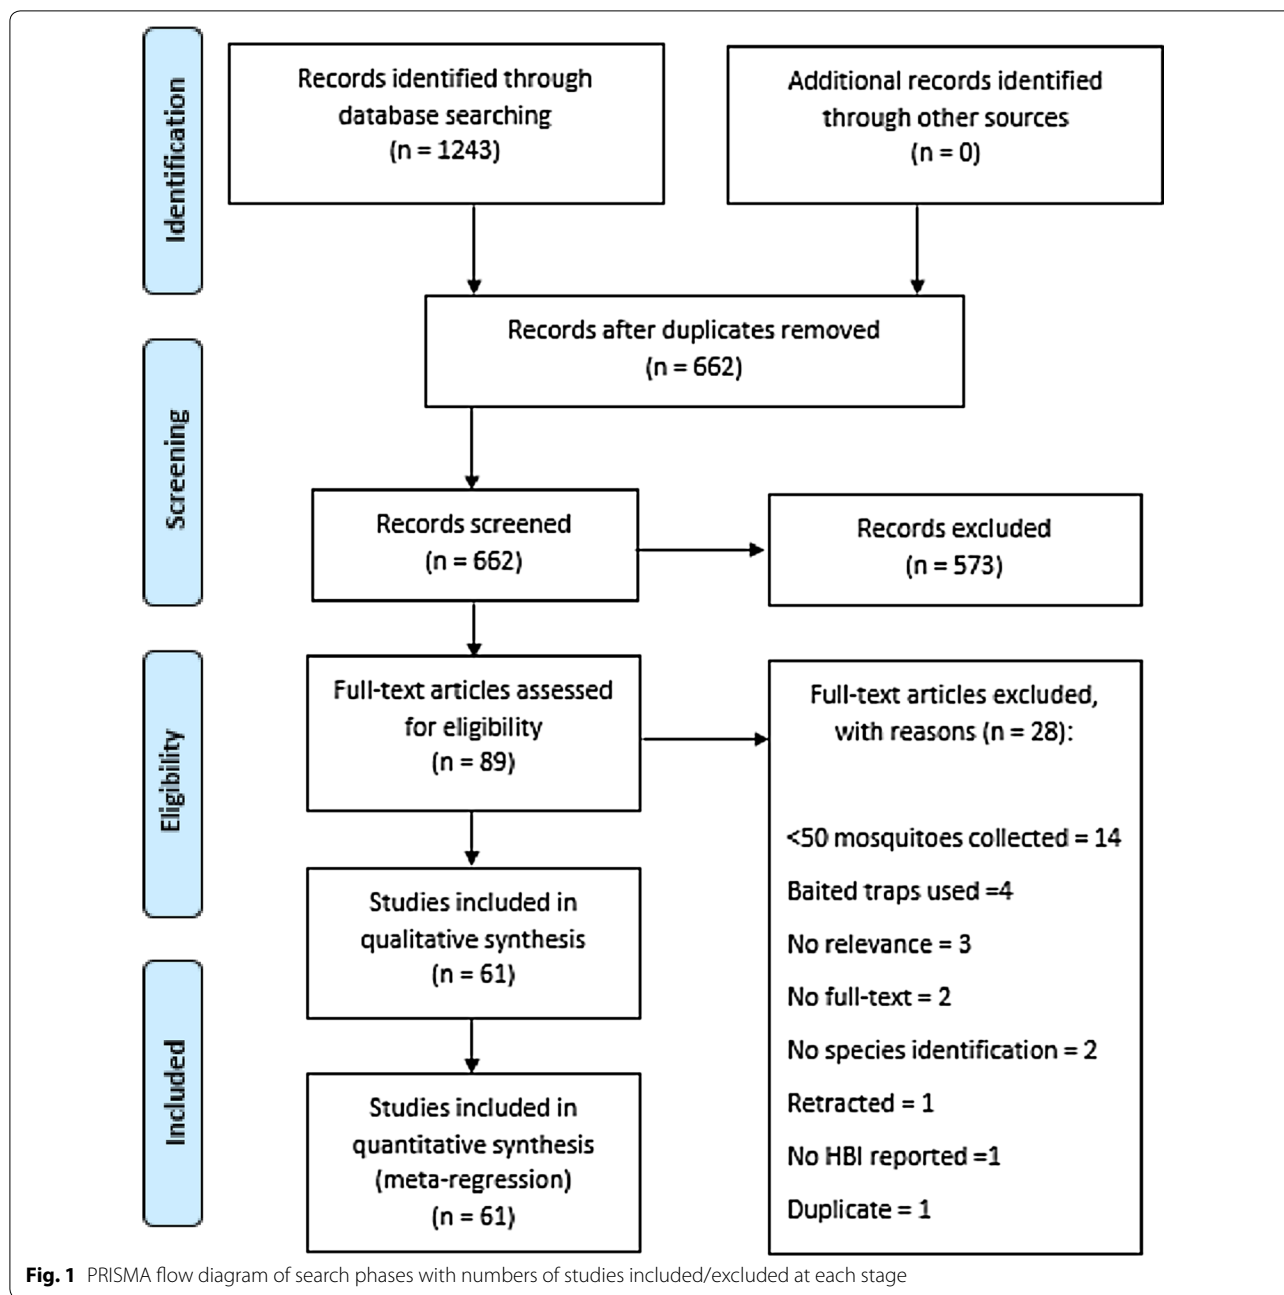 Identification
Records identified through
database searching
(n = 1243)
Additional records identified
through other sources
(n = 0)
Records after duplicates removed
(n = 662)
Screening
Records screened
(n = 662)
Records excluded
(n = 573)
Eligibility
Full-text articles assessed
for eligibility
(n = 89)
Full-text articles excluded,
with reasons (n = 28):
<50 mosquitoes collected = 14
Baited traps used =4
No relevance = 3
No full-text = 2
No species identification = 2
Retracted = 1
No HBI reported =1
Duplicate = 1
Studies included in
qualitative synthesis
(n = 61)
Included
Studies included in
quantitative synthesis
(meta-regression)
(n = 61)
Fig. 1 PRISMA flow diagram of search phases with numbers of studies included/excluded at each stage